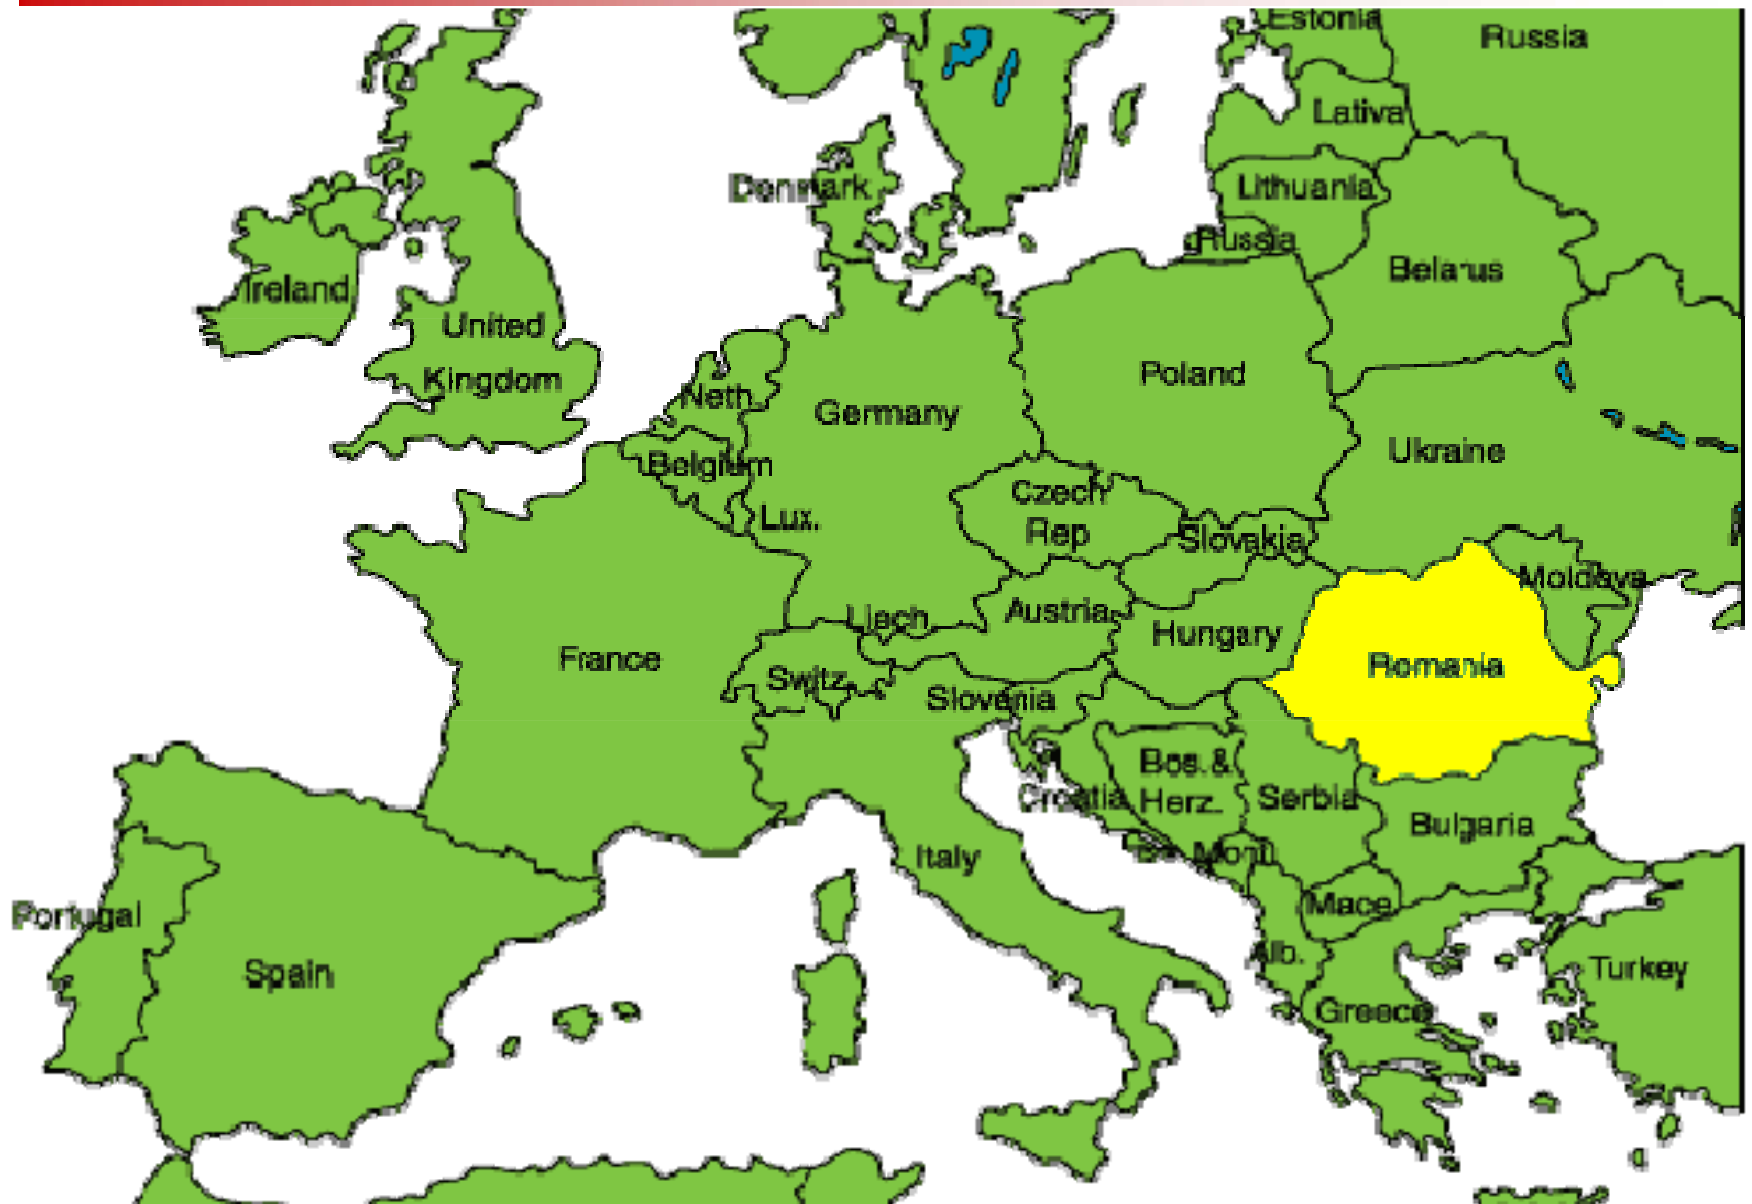 Estonia
Russia
Lativa
Denmark
Lithuania
Russia
Belarus
Ireland
United
Kingdom
Neth.
Germany
Poland
Belgium
Ukraine
Lux.
Czech
Rep
Slovakia
Moldova
Liech
Austria
Hungary
France
Switz.
Slovenia
Romania
Bos.&
Herz.
Croatia
Serbia
Bulgaria
Italy
Mont.
Mace.
Portugal
Spain
Alb.
Turkey
Greece